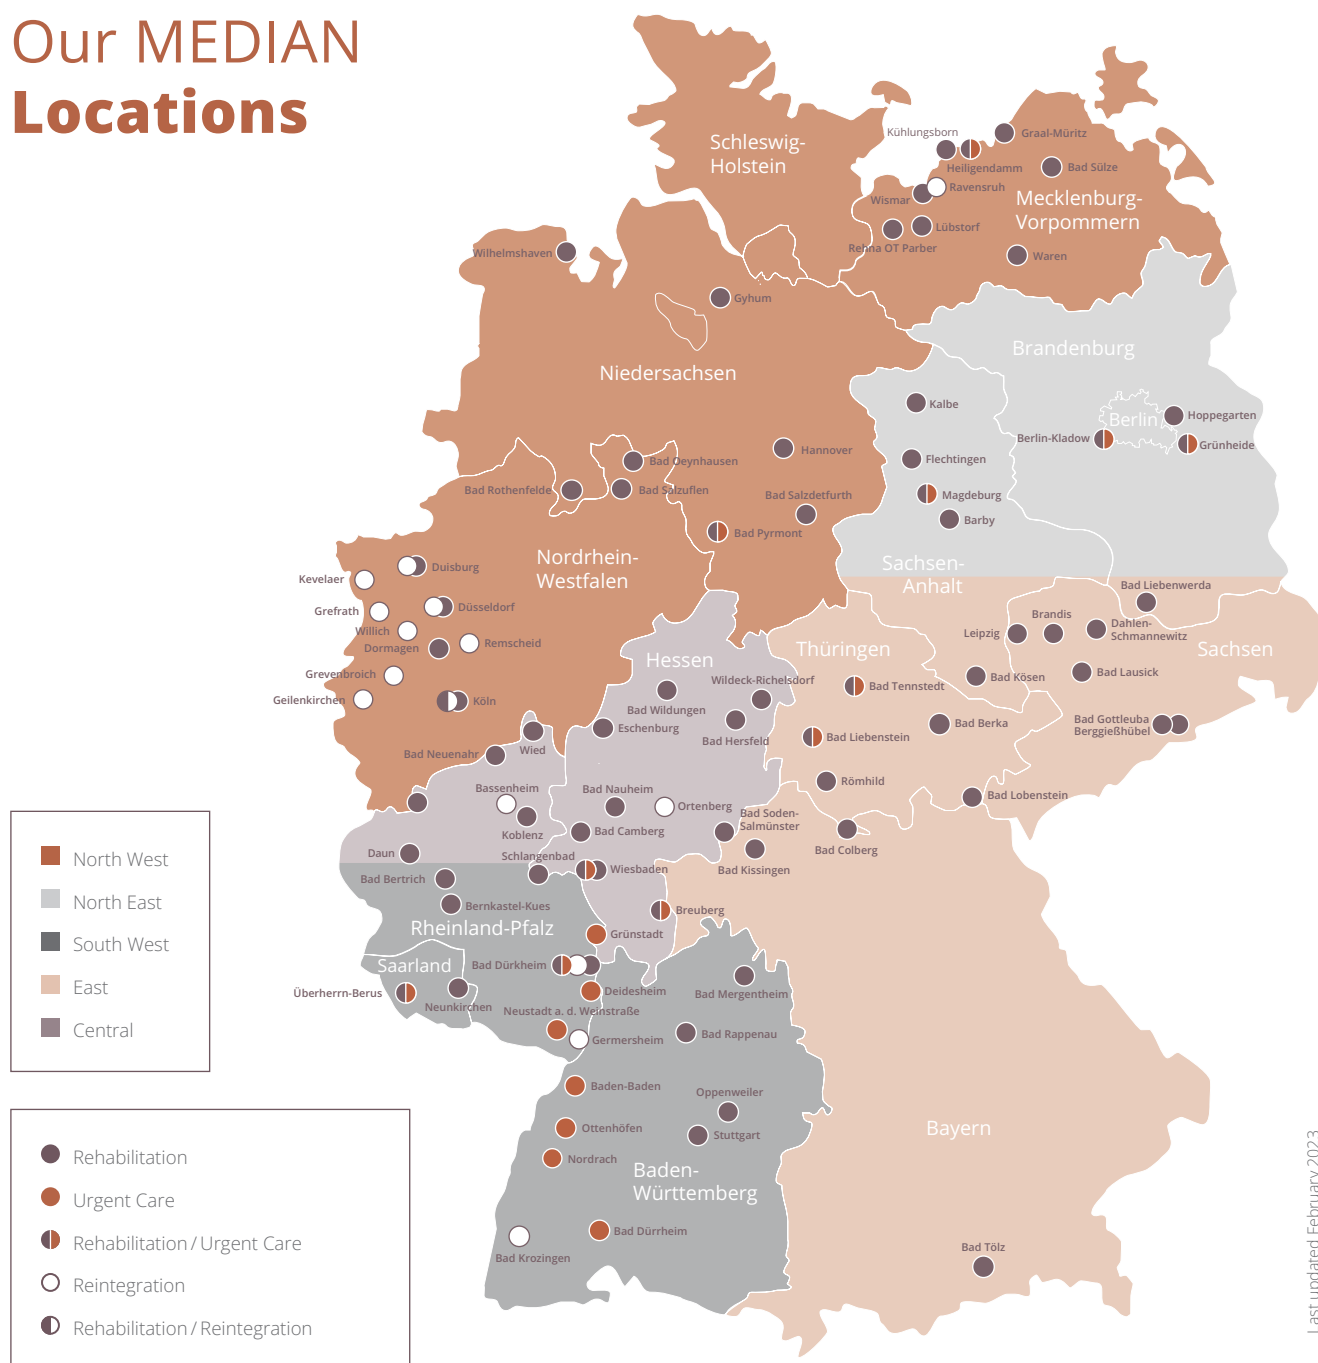 Our MEDIAN
Locations
Schleswig-
Holstein
Kühlungsborn
Graal-Müritz
Heiligendamm
Bad Sülze
Ravensruh
Wismar
Mecklenburg-
Vorpommern
Lübstorf
Rehna OT Parber
Waren
Wilhelmshaven
Gyhum
Brandenburg
Niedersachsen
Kalbe
Berlin
Hoppegarten
Berlin-Kladow
Grünheide
Hannover
Flechtingen
Bad Oeynhausen
Bad Rothenfelde
Bad Salzuflen
Bad Salzdetfurth
Magdeburg
Barby
Bad Pyrmont
Nordrhein-
Westfalen
Sachsen-
Anhalt
Duisburg
Kevelaer
Bad Liebenwerda
Grefrath
Düsseldorf
Willich
Dormagen
Remscheid
Brandis
Leipzig
Dahlen-
Schmannewitz
Sachsen
Thüringen
Hessen
Grevenbroich
Wildeck-Richelsdorf
Bad Tennstedt
Bad Kösen
Bad Lausick
Geilenkirchen
Köln
Bad Wildungen
Eschenburg
Bad Hersfeld
Bad Liebenstein
Bad Berka
Bad Gottleuba
Berggießhübel
Wied
Bad Neuenahr
Römhild
Bassenheim
Bad Nauheim
Ortenberg
Bad Lobenstein
Koblenz
Bad Camberg
Bad Soden-
Salmünster
Bad Colberg
Daun
Schlangenbad
Bad Kissingen
Bad Bertrich
Wiesbaden
Bernkastel-Kues
Breuberg
Rheinland-Pfalz
Grünstadt
Saarland
Bad Dürkheim
Überherrn-Berus
Neunkirchen
Deidesheim
Bad Mergentheim
Neustadt a. d. Weinstraße
Germersheim
Bad Rappenau
Baden-Baden
Oppenweiler
Ottenhöfen
Stuttgart
Bayern
Nordrach
Baden-
Württemberg
Bad Dürrheim
Bad Krozingen
Bad Tölz
North West
North East
South West
East
Central
Rehabilitation
Urgent Care
Rehabilitation / Urgent Care
Reintegration
Rehabilitation / Reintegration
Last updated February 2023